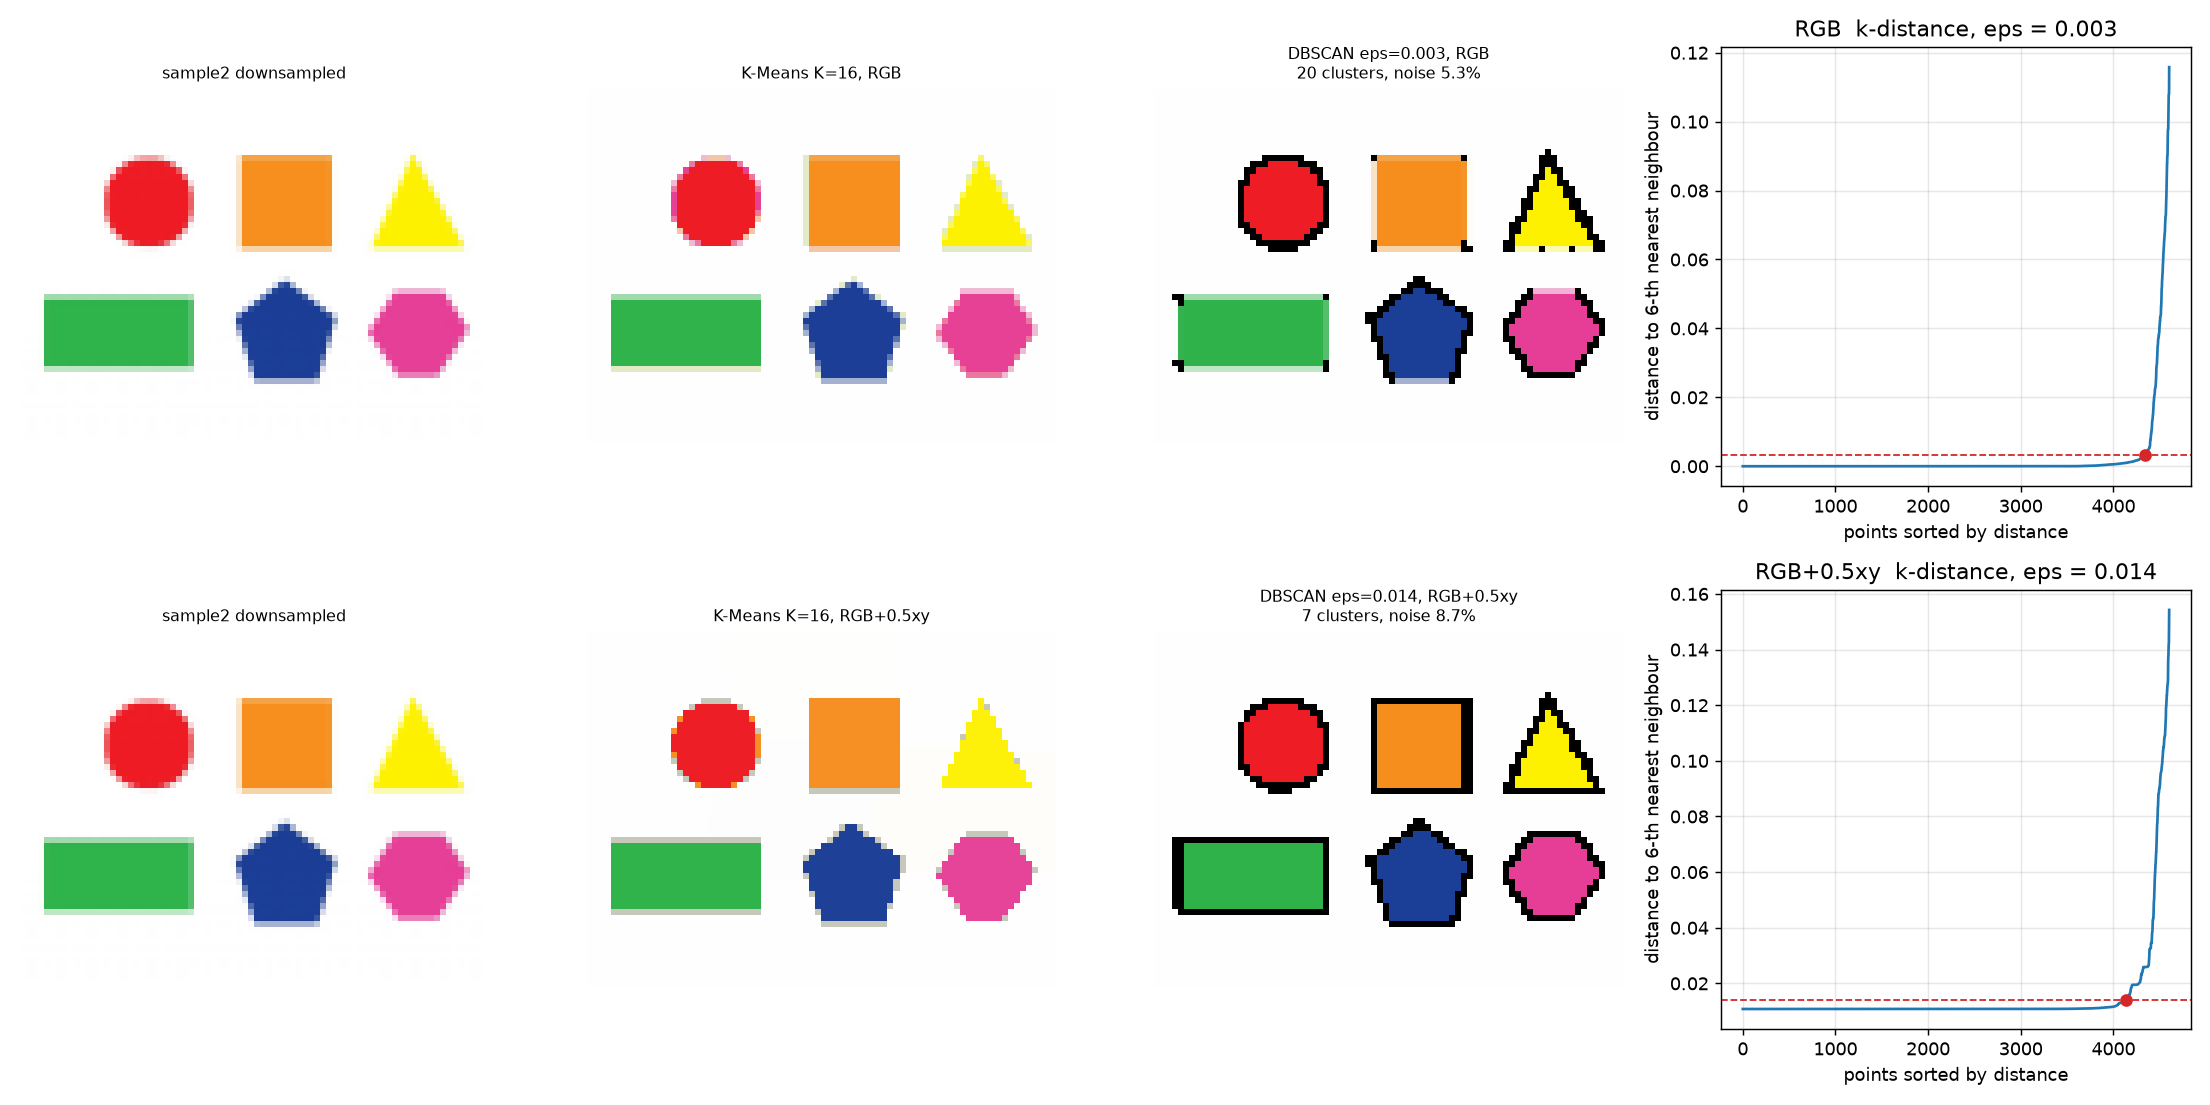 sample2 downsampled
K-Means K=16, RGB
DBSCAN eps=0.003, RGB
20 clusters, noise 5.3%
RGB  k-distance, eps = 0.003
distance to 6-th nearest neighbour
0.12
0.10
0.08
0.06
0.04
0.02
0.00
0 1000 2000 3000 4000
points sorted by distance
sample2 downsampled
K-Means K=16, RGB+0.5xy
DBSCAN eps=0.014, RGB+0.5xy
7 clusters, noise 8.7%
RGB+0.5xy  k-distance, eps = 0.014
distance to 6-th nearest neighbour
0.16
0.14
0.12
0.10
0.08
0.06
0.04
0.02
0 1000 2000 3000 4000
points sorted by distance